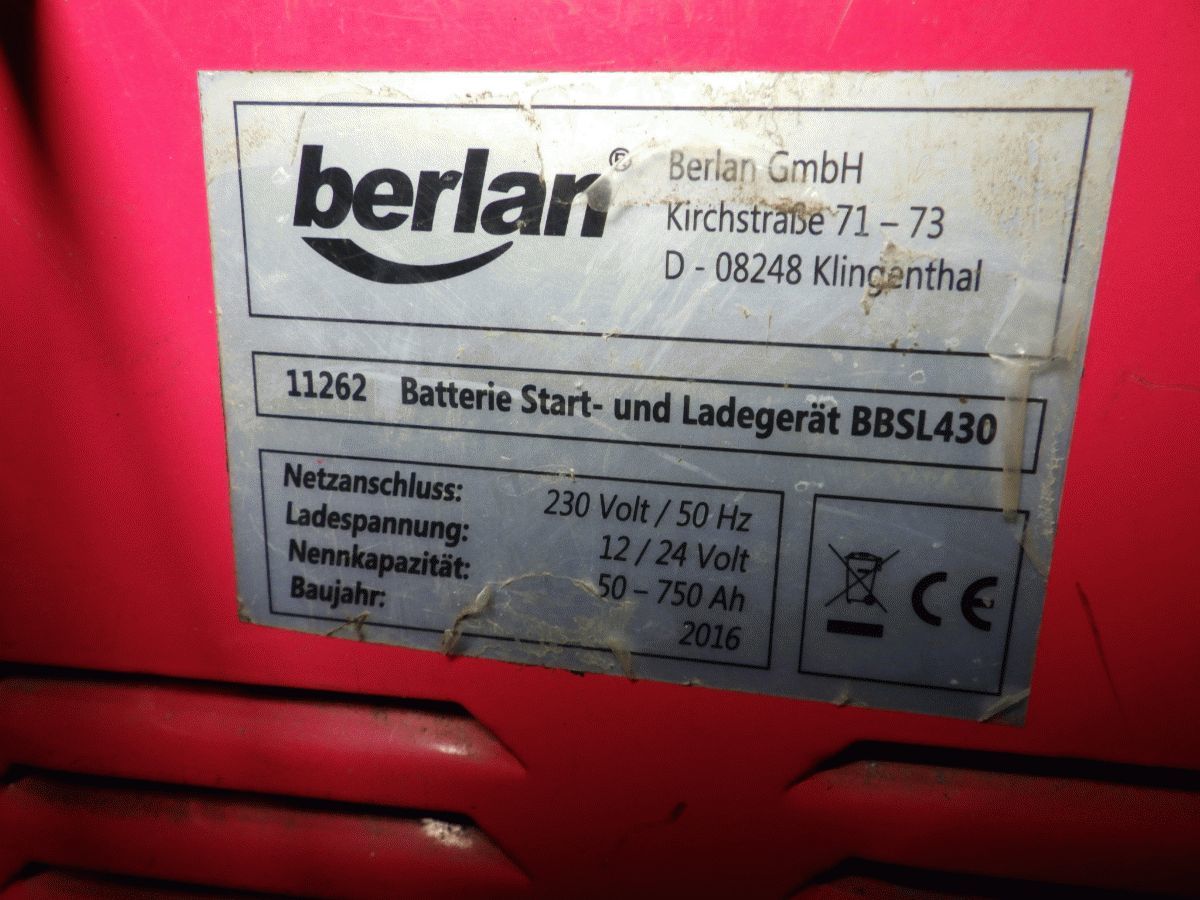 berlan®
Berlan GmbH
Kirchstraße 71 – 73
D - 08248 Klingenthal
11262 Batterie Start- und Ladegerät BBSL430
Netzanschluss: 230 Volt / 50 Hz
Ladespannung: 12 / 24 Volt
Nennkapazität: 50 – 750 Ah
Baujahr: 2016
CE